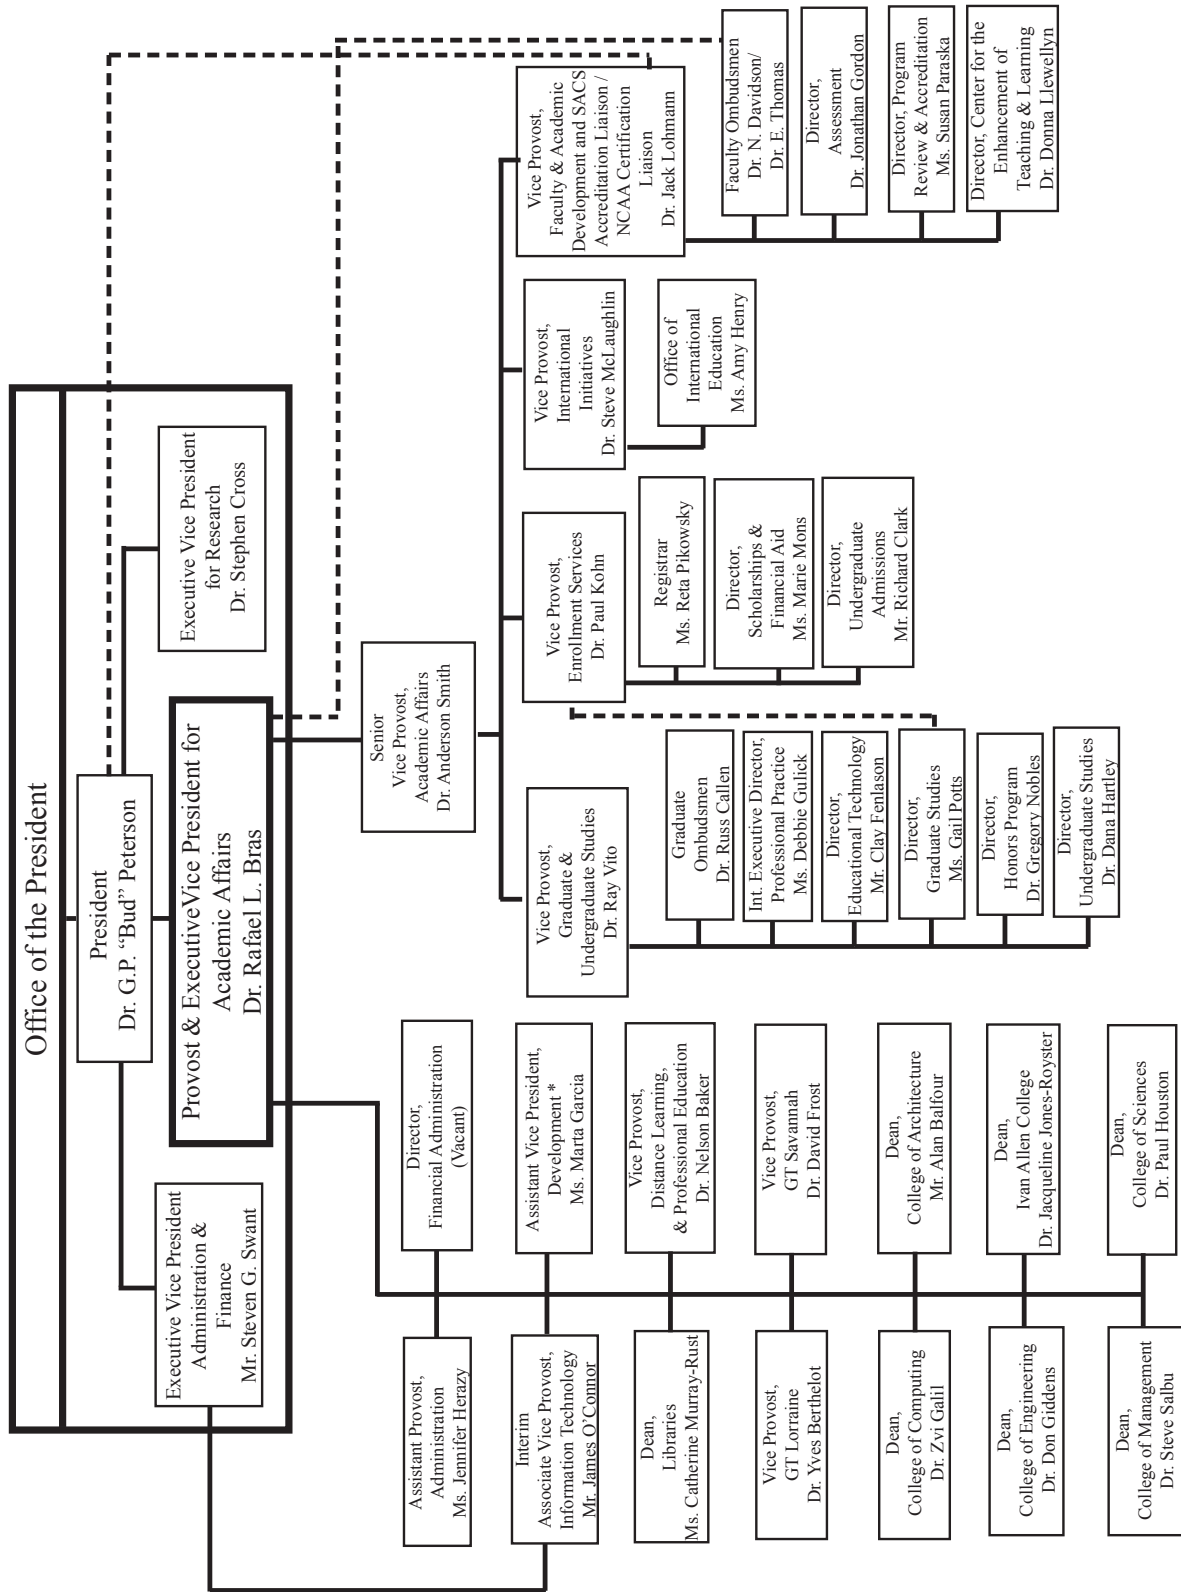 Office of the President
President
Dr. G.P. “Bud” Peterson
Executive Vice President
Administration &
Finance
Mr. Steven G. Swant
Provost & ExecutiveVice President for
Academic Affairs
Dr. Rafael L. Bras
Executive Vice President
for Research
Dr. Stephen Cross
Assistant Provost,
Administration
Ms. Jennifer Herazy
Director,
Financial Administration
(Vacant)
Interim
Associate Vice Provost,
Information Technology
Mr. James O’Connor
Assistant Vice President,
Development *
Ms. Marta Garcia
Dean,
Libraries
Ms. Catherine Murray-Rust
Vice Provost,
Distance Learning,
& Professional Education
Dr. Nelson Baker
Vice Provost,
GT Lorraine
Dr. Yves Berthelot
Vice Provost,
GT Savannah
Dr. David Frost
Dean,
College of Computing
Dr. Zvi Galil
Dean,
College of Architecture
Mr. Alan Balfour
Dean,
College of Engineering
Dr. Don Giddens
Dean,
Ivan Allen College
Dr. Jacqueline Jones-Royster
Dean,
College of Management
Dr. Steve Salbu
Dean,
College of Sciences
Dr. Paul Houston
Senior
Vice Provost,
Academic Affairs
Dr. Anderson Smith
Vice Provost,
Graduate &
Undergraduate Studies
Dr. Ray Vito
Graduate
Ombudsmen
Dr. Russ Callen
Int. Executive Director,
Professional Practice
Ms. Debbie Gulick
Director,
Educational Technology
Mr. Clay Fenlason
Director,
Graduate Studies
Ms. Gail Potts
Director,
Honors Program
Dr. Gregory Nobles
Director,
Undergraduate Studies
Dr. Dana Hartley
Vice Provost,
Enrollment Services
Dr. Paul Kohn
Registrar
Ms. Reta Pikowsky
Director,
Scholarships &
Financial Aid
Ms. Marie Mons
Director,
Undergraduate
Admissions
Mr. Richard Clark
Vice Provost,
International
Initiatives
Dr. Steve McLaughlin
Office of
International
Education
Ms. Amy Henry
Vice Provost,
Faculty & Academic
Development and SACS
Accreditation Liaison /
NCAA Certification
Liaison
Dr. Jack Lohmann
Faculty Ombudsmen
Dr. N. Davidson/
Dr. E. Thomas
Director,
Assessment
Dr. Jonathan Gordon
Director, Program
Review & Accreditation
Ms. Susan Paraska
Director, Center for the
Enhancement of
Teaching & Learning
Dr. Donna Llewellyn